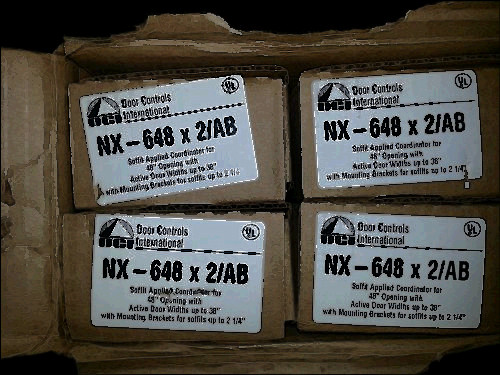 DCI Door Controls
International
UL
NX-648 x 2/AB
Soffit Applied Coordinator for
48" Opening with
Active Door Widths up to 38"
with Mounting Brackets for soffits up to 2 1/4"
DCI Door Controls
International
UL
NX-648 x 2/AB
Soffit Applied Coordinator for
48" Opening with
Active Door Widths up to 38"
with Mounting Brackets for soffits up to 2 1/4"
DCI Door Controls
International
UL
NX-648 x 2/AB
Soffit Applied Coordinator for
48" Opening with
Active Door Widths up to 38"
with Mounting Brackets for soffits up to 2 1/4"
DCI Door Controls
International
UL
NX-648 x 2/AB
Soffit Applied Coordinator for
48" Opening with
Active Door Widths up to 38"
with Mounting Brackets for soffits up to 2 1/4"